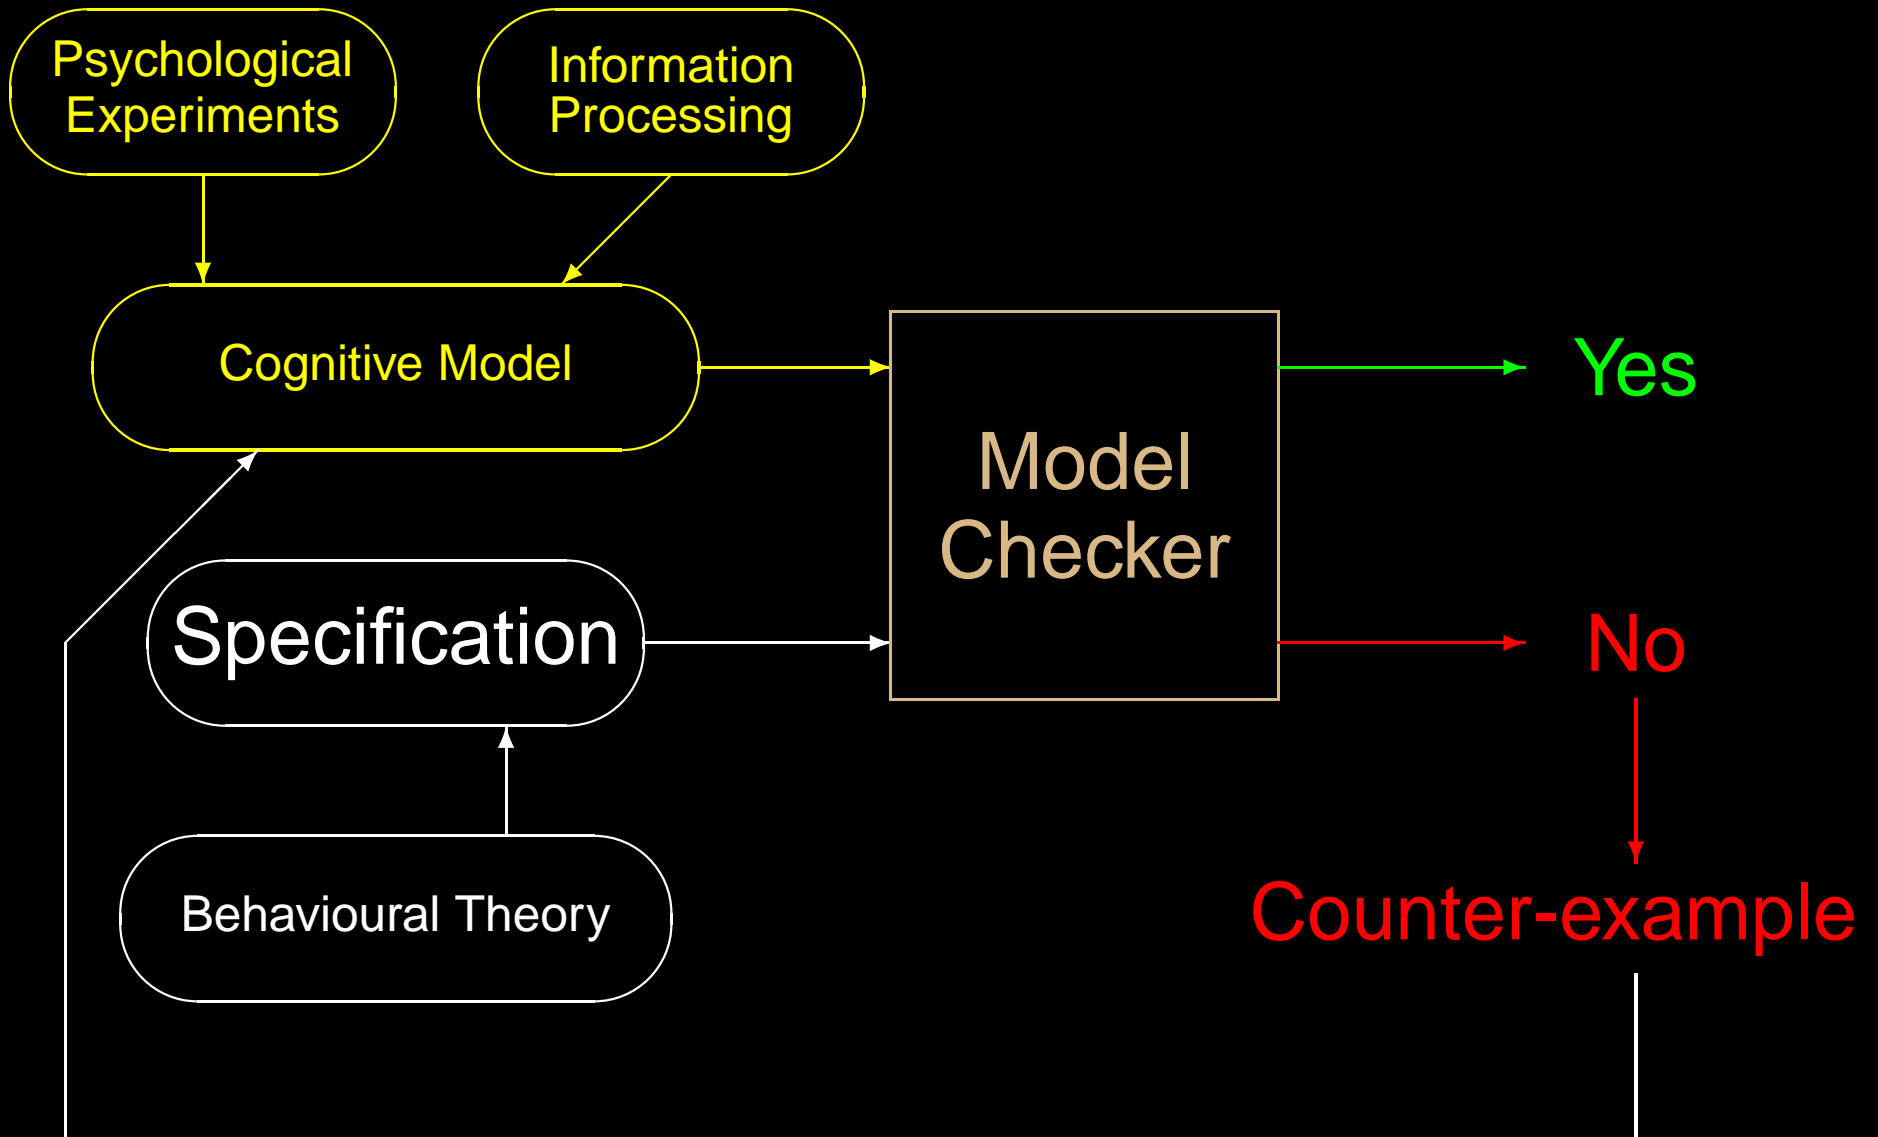 Psychological
Experiments
Information
Processing
Cognitive Model
Model
Checker
Yes
Specification
No
Behavioural Theory
Counter-example